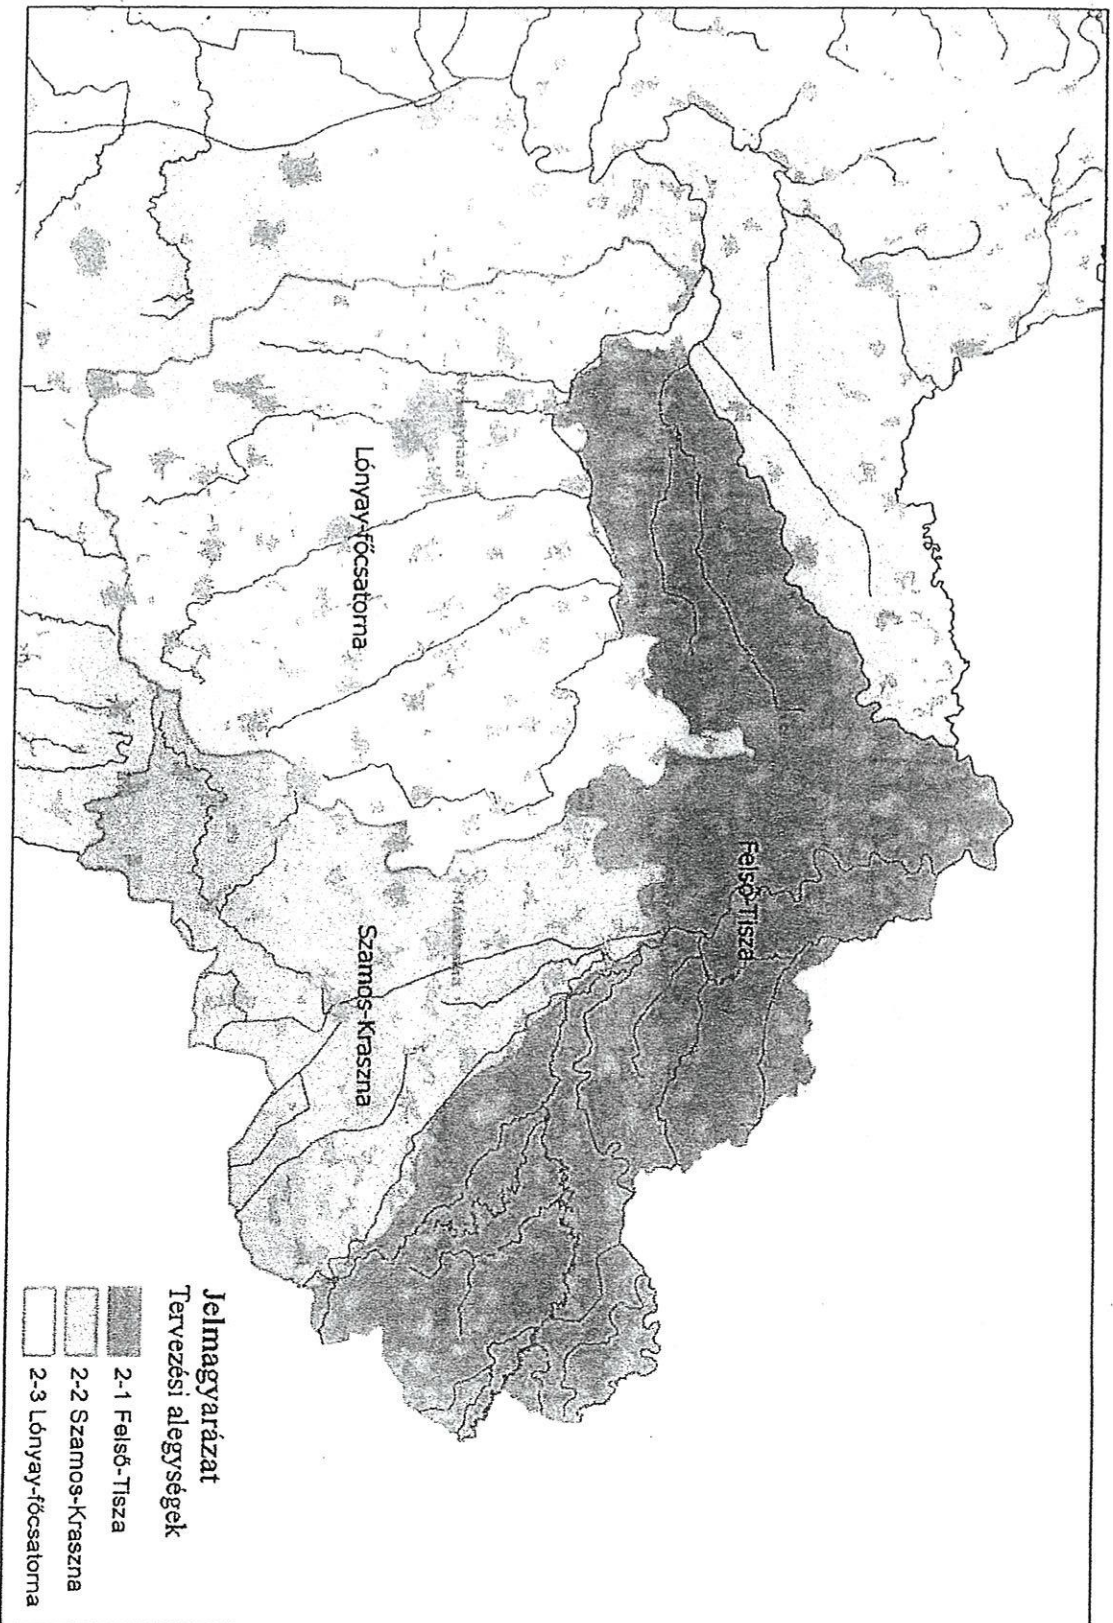 Felső-Tisza
Lónyay-főcsatorna
Szamos-Kraszna
Jelmagyarázat
Tervezési alegységek
2-1 Felső-Tisza
2-2 Szamos-Kraszna
2-3 Lónyay-főcsatorna